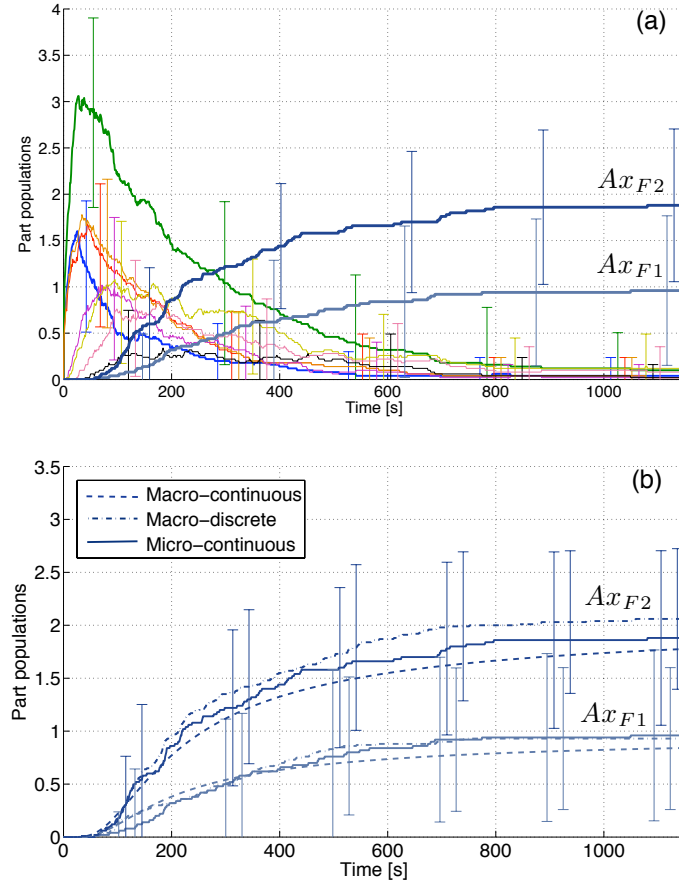 (a)
4
3.5
3
2.5
2
1.5
1
0.5
0
Part populations
Ax_F2
Ax_F1
0 200 400 600 800 1000
Time [s]
(b)
3.5
3
2.5
2
1.5
1
0.5
0
Part populations
Macro−continuous
Macro−discrete
Micro−continuous
Ax_F2
Ax_F1
0 200 400 600 800 1000
Time [s]